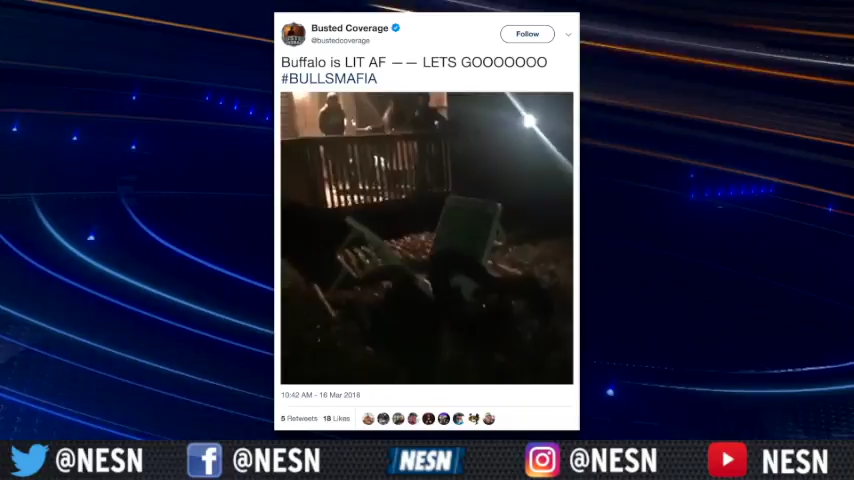 Busted Coverage
@bustedcoverage
Follow
Buffalo is LIT AF —— LETS GOOOOOOO
#BULLSMAFIA
10:42 AM - 16 Mar 2018
5 Retweets 18 Likes
@NESN @NESN NESN @NESN NESN